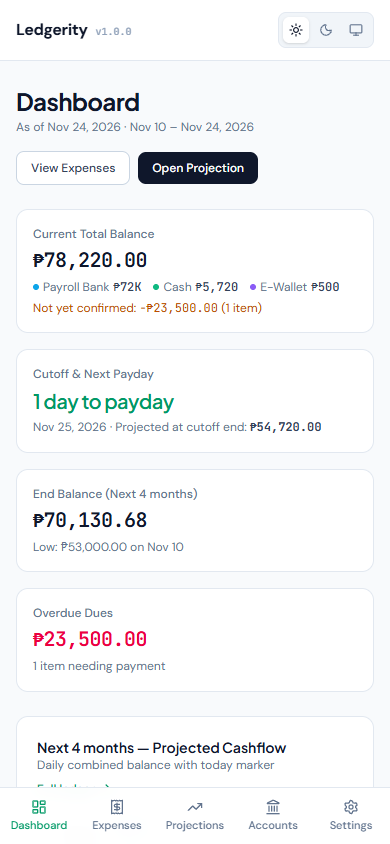 Ledgerity v1.0.0
Dashboard
As of Nov 24, 2026 · Nov 10 – Nov 24, 2026
View Expenses
Open Projection
Current Total Balance
₱78,220.00
Payroll Bank ₱72K Cash ₱5,720 E-Wallet ₱500
Not yet confirmed: -₱23,500.00 (1 item)
Cutoff & Next Payday
1 day to payday
Nov 25, 2026 · Projected at cutoff end: ₱54,720.00
End Balance (Next 4 months)
₱70,130.68
Low: ₱53,000.00 on Nov 10
Overdue Dues
₱23,500.00
1 item needing payment
Next 4 months — Projected Cashflow
Daily combined balance with today marker
Dashboard
Expenses
Projections
Accounts
Settings